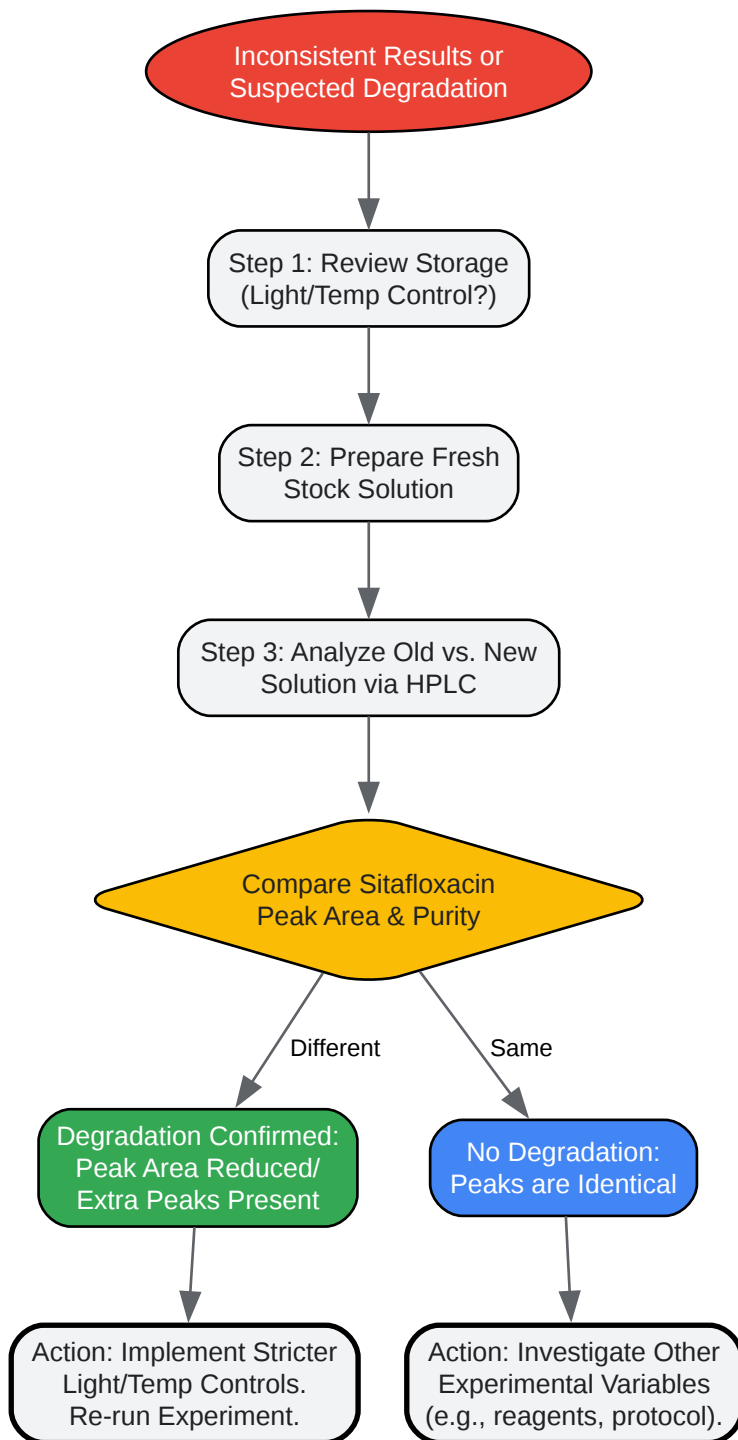 Inconsistent Results or
Suspected Degradation
Step 1: Review Storage
(Light/Temp Control?)
Step 2: Prepare Fresh
Stock Solution
Step 3: Analyze Old vs. New
Solution via HPLC
Compare Sitafloxacin
Peak Area & Purity
Different
Same
Degradation Confirmed:
Peak Area Reduced/
Extra Peaks Present
No Degradation:
Peaks are Identical
Action: Implement Stricter
Light/Temp Controls.
Re-run Experiment.
Action: Investigate Other
Experimental Variables
(e.g., reagents, protocol).